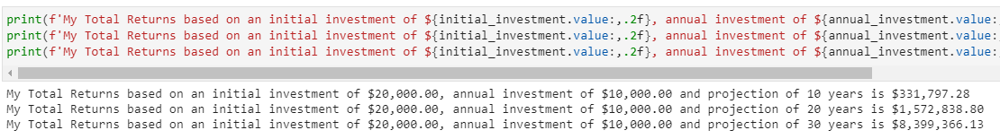 print(f'My Total Returns based on an initial investment of ${initial_investment.value:,.2f}, annual investment of ${annual_investment.value:
print(f'My Total Returns based on an initial investment of ${initial_investment.value:,.2f}, annual investment of ${annual_investment.value:
print(f'My Total Returns based on an initial investment of ${initial_investment.value:,.2f}, annual investment of ${annual_investment.value:
My Total Returns based on an initial investment of $20,000.00, annual investment of $10,000.00 and projection of 10 years is $331,797.28
My Total Returns based on an initial investment of $20,000.00, annual investment of $10,000.00 and projection of 20 years is $1,572,838.80
My Total Returns based on an initial investment of $20,000.00, annual investment of $10,000.00 and projection of 30 years is $8,399,366.13